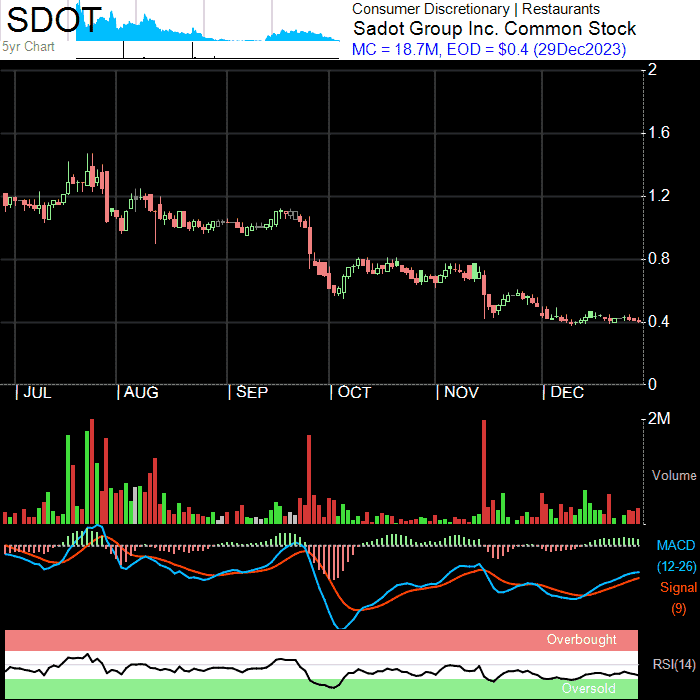 SDOT
5yr Chart
Consumer Discretionary | Restaurants
Sadot Group Inc. Common Stock
MC = 18.7M, EOD = $0.4 (29Dec2023)
2
1.6
1.2
0.8
0.4
0
JUL AUG SEP OCT NOV DEC
2M
Volume
MACD
(12-26)
Signal
(9)
Overbought
RSI(14)
Oversold